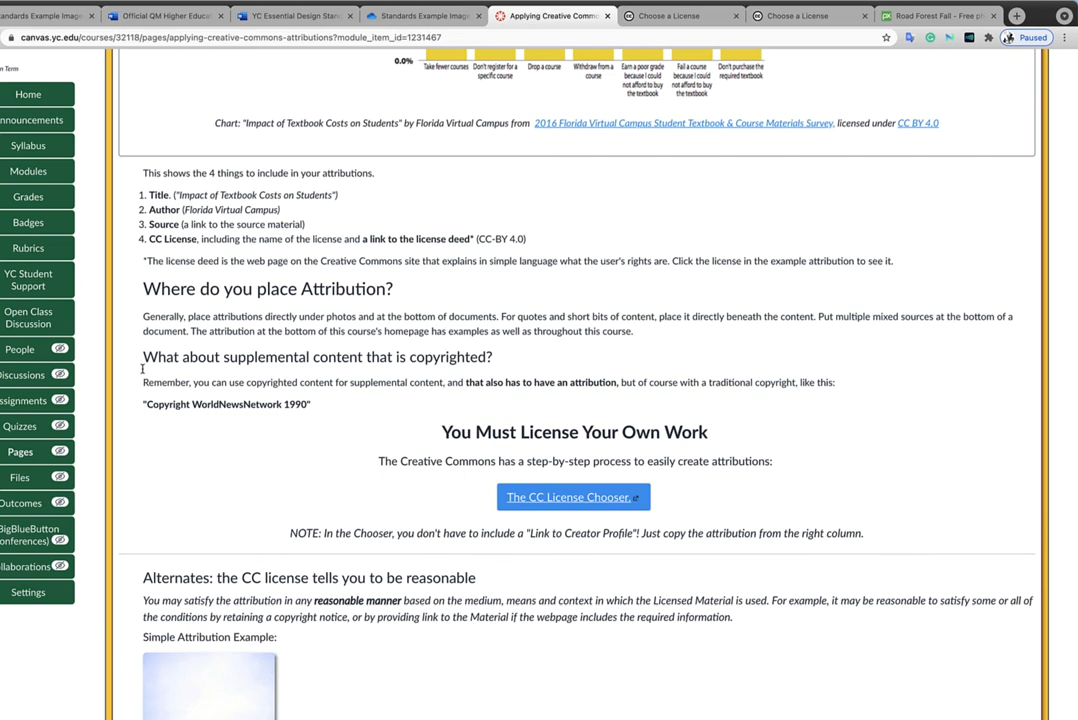 tandards Example Image
Official QM Higher Educat
YC Essential Design Stan
Standards Example Image
Applying Creative Commo
Choose a License
Choose a License
Road Forest Fall - Free ph
canvas.yc.edu/courses/32118/pages/applying-creative-commons-attributions?module_item_id=1231467
Paused
n Term
Home
nnouncements
Syllabus
Modules
Grades
Badges
Rubrics
YC Student
Support
Open Class
Discussion
People
Discussions
ssignments
Quizzes
Pages
Files
Outcomes
BigBlueButton
onferences)
llaborations
Settings
0.0%
Take fewer courses
Don't register for a
specific course
Drop a course
Withdraw from a
course
Earn a poor grade
because I could
not afford to buy
the textbook
Fail a course
because I could
not afford to buy
the textbook
Don't purchase the
required textbook
Chart: "Impact of Textbook Costs on Students" by Florida Virtual Campus from 2016 Florida Virtual Campus Student Textbook & Course Materials Survey, licensed under CC BY 4.0
This shows the 4 things to include in your attributions.
1. Title. ("Impact of Textbook Costs on Students")
2. Author (Florida Virtual Campus)
3. Source (a link to the source material)
4. CC License, including the name of the license and a link to the license deed* (CC-BY 4.0)
*The license deed is the web page on the Creative Commons site that explains in simple language what the user's rights are. Click the license in the example attribution to see it.
Where do you place Attribution?
Generally, place attributions directly under photos and at the bottom of documents. For quotes and short bits of content, place it directly beneath the content. Put multiple mixed sources at the bottom of a
document. The attribution at the bottom of this course's homepage has examples as well as throughout this course.
What about supplemental content that is copyrighted?
Remember, you can use copyrighted content for supplemental content, and that also has to have an attribution, but of course with a traditional copyright, like this:
"Copyright WorldNewsNetwork 1990"
You Must License Your Own Work
The Creative Commons has a step-by-step process to easily create attributions:
The CC License Chooser.
NOTE: In the Chooser, you don't have to include a "Link to Creator Profile"! Just copy the attribution from the right column.
Alternates: the CC license tells you to be reasonable
You may satisfy the attribution in any reasonable manner based on the medium, means and context in which the Licensed Material is used. For example, it may be reasonable to satisfy some or all of
the conditions by retaining a copyright notice, or by providing link to the Material if the webpage includes the required information.
Simple Attribution Example: